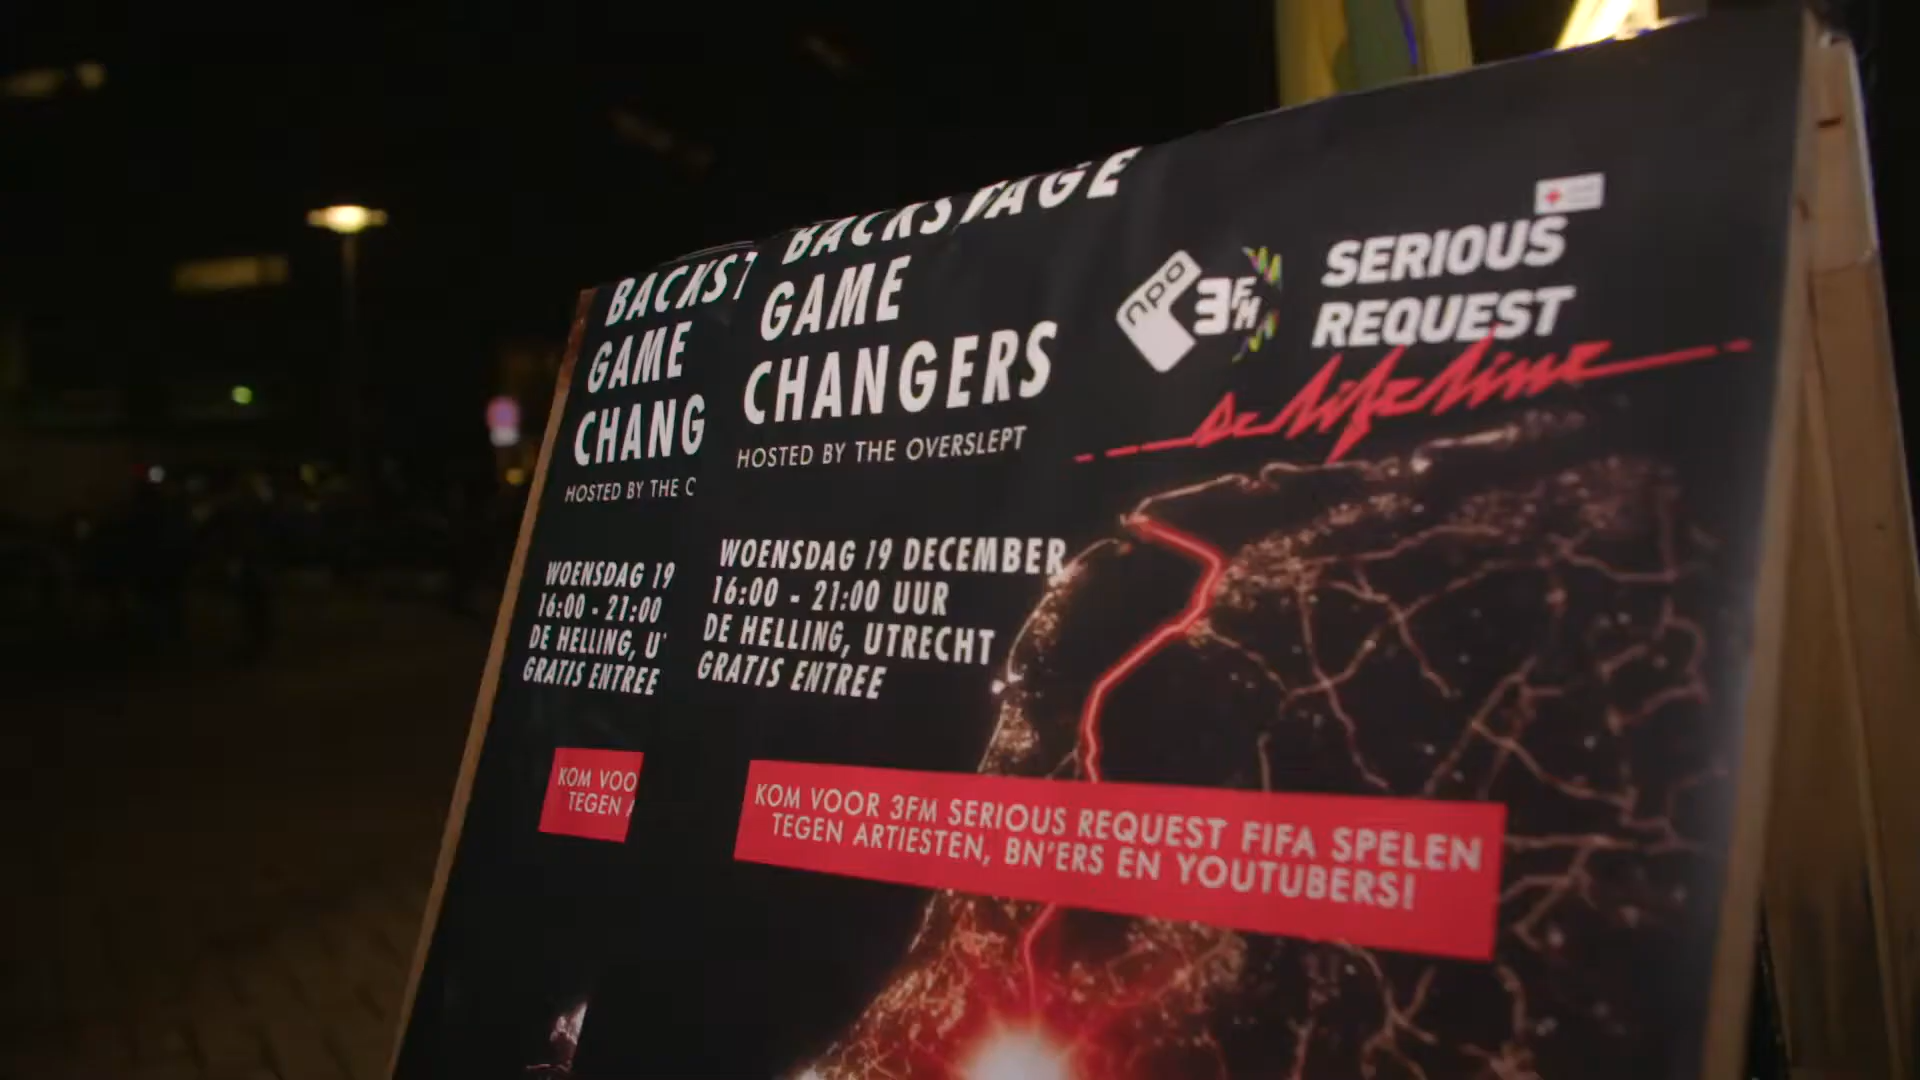 BACKST
GAME
CHANG
HOSTED BY THE
WOENSDAG 19
16:00 - 21:00
DE HELLING, U
GRATIS ENTREE
KOM VOO
TEGEN
BACKSTAGE
GAME
CHANGERS
HOSTED BY THE OVERSLEPT
WOENSDAG 19 DECEMBER
16:00 - 21:00 UUR
DE HELLING, UTRECHT
GRATIS ENTREE
npo 3FM
SERIOUS
REQUEST
De Lifeline
KOM VOOR 3FM SERIOUS REQUEST FIFA SPELEN
TEGEN ARTIESTEN, BN'ERS EN YOUTUBERS!